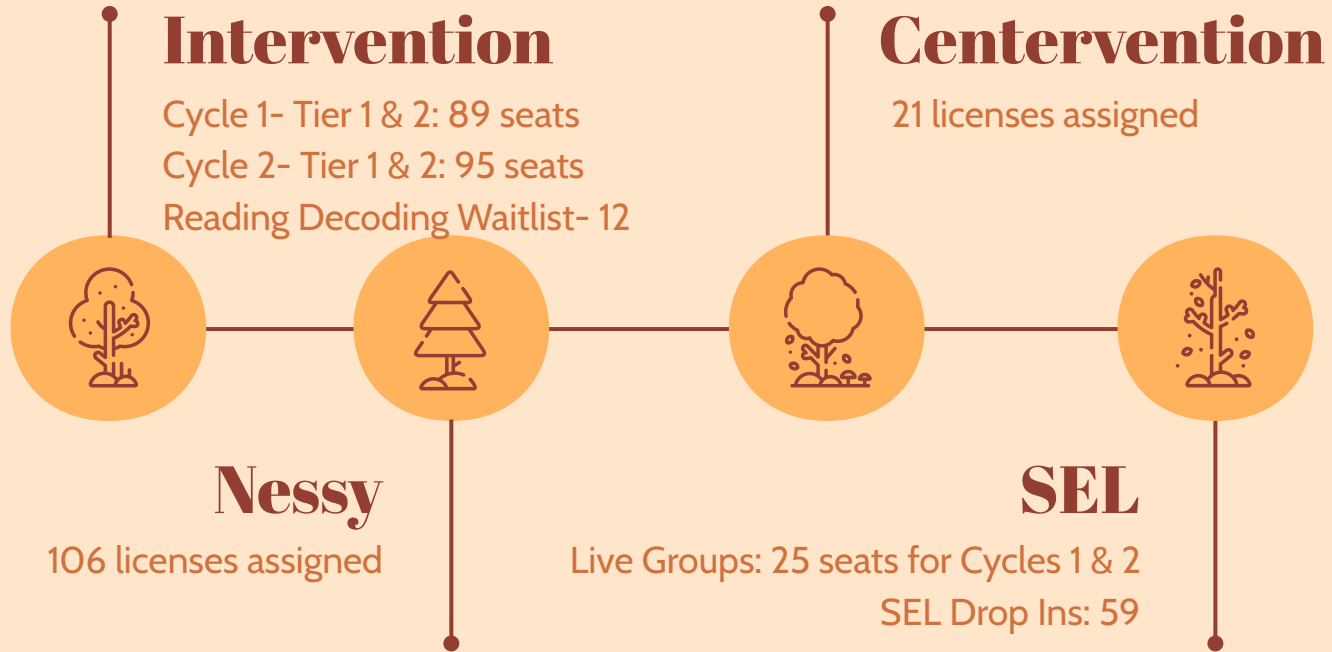 Intervention
Cycle 1- Tier 1 & 2: 89 seats
Cycle 2- Tier 1 & 2: 95 seats
Reading Decoding Waitlist- 12
Nessy
106 licenses assigned
Centervention
21 licenses assigned
SEL
Live Groups: 25 seats for Cycles 1 & 2
SEL Drop Ins: 59